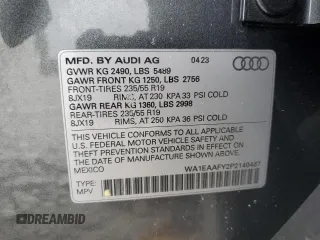 MFD. BY AUDI AG 04.23
GVWR KG 2490, LBS 5489
GAWR FRONT KG 1250, LBS 2756
FRONT-TIRES 235/55 R19
8JX19 RIMS, AT 230 KPA 33 PSI COLD
GAWR REAR KG 1360, LBS 2998
REAR-TIRES 235/55 R19
8JX19 RIMS, AT 250 KPA 36 PSI COLD
THIS VEHICLE CONFORMS TO ALL APPLICABLE
U.S. FEDERAL MOTOR VEHICLE SAFETY, BUMPER,
AND THEFT PREVENTION STANDARDS IN EFFECT ON
THE DATE OF MANUFACTURE SHOWN ABOVE.
MEXICO
TYPE:
MPV